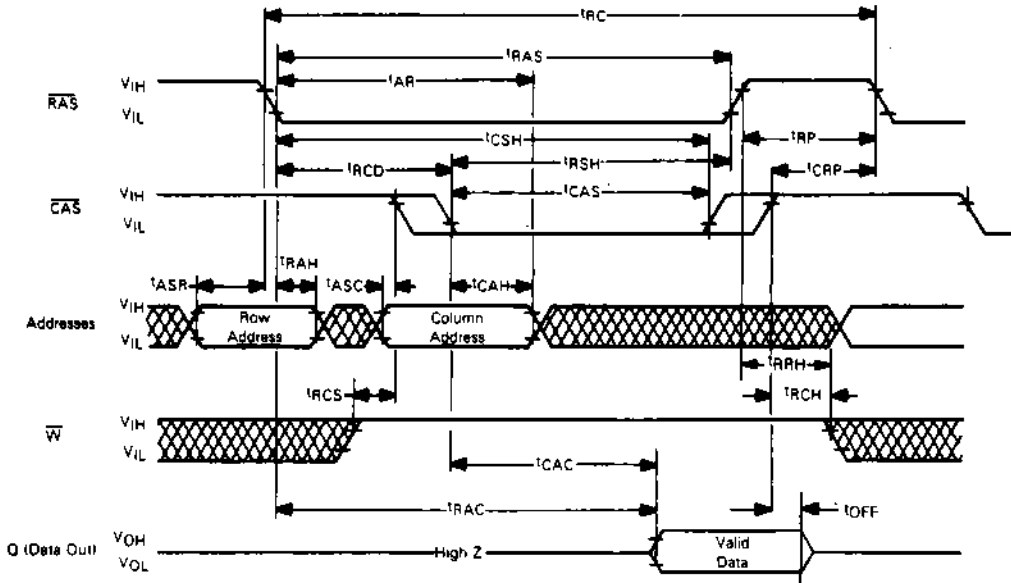 tRC
tRAS
tAR
RAS
VIH
VIL
tCSH
tRP
tRCD
tRSH
tCRP
CAS
VIH
VIL
tCAS
tRAH
tASR
tASC
tCAH
Addresses
VIH
VIL
Row
Address
Column
Address
tRRH
tRCS
tRCH
W
VIH
VIL
tCAC
tRAC
tOFF
Q (Data Out)
VOH
VOL
High Z
Valid
Data